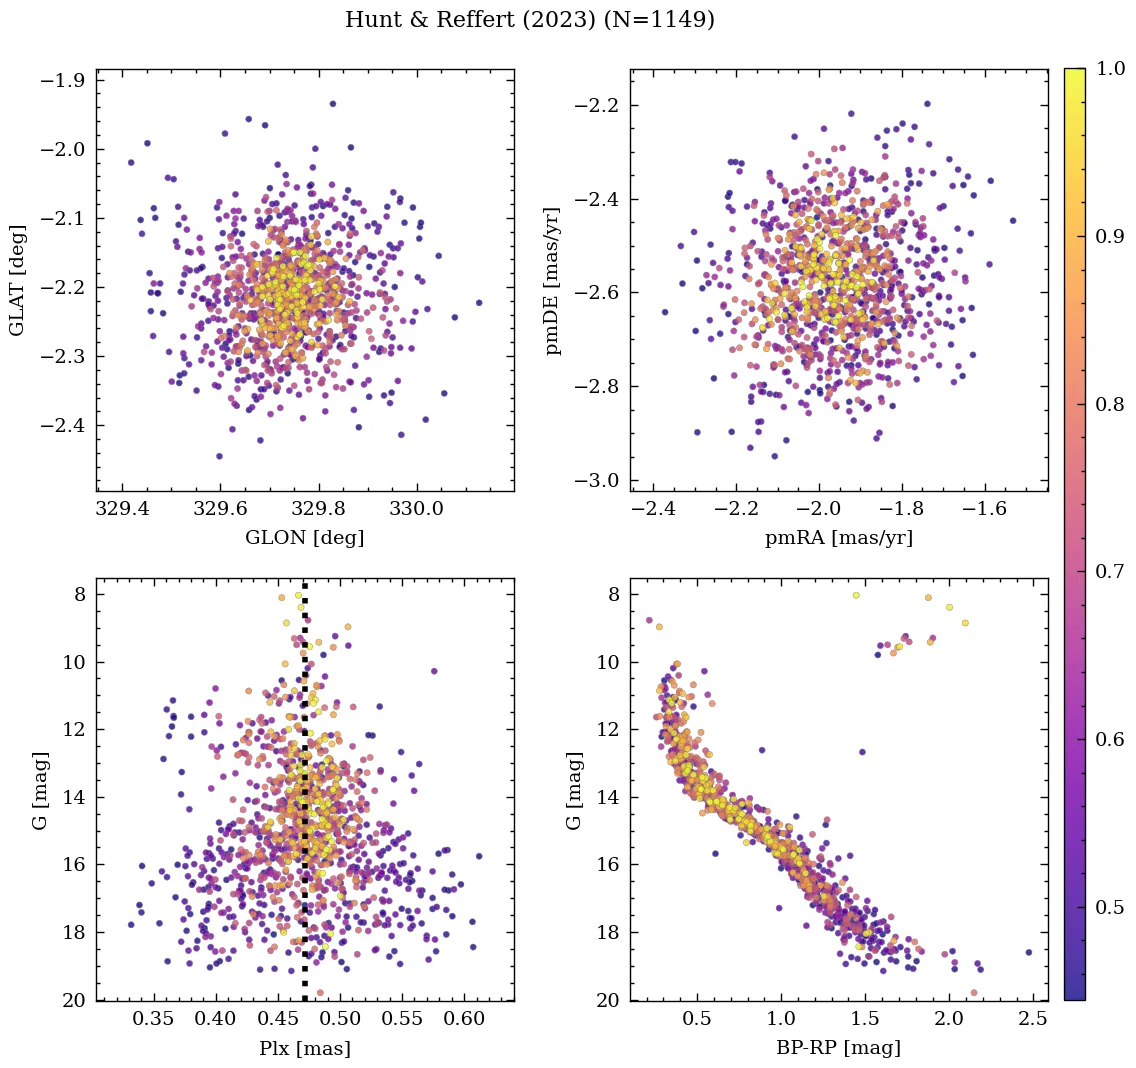 Hunt & Reffert (2023) (N=1149)
−1.9
−2.0
−2.1
−2.2
−2.3
−2.4
GLAT [deg]
329.4 329.6 329.8 330.0
GLON [deg]
−2.2
−2.4
−2.6
−2.8
−3.0
pmDE [mas/yr]
−2.4 −2.2 −2.0 −1.8 −1.6
pmRA [mas/yr]
1.0
0.9
0.8
0.7
0.6
0.5
8
10
12
14
16
18
20
G [mag]
0.35 0.40 0.45 0.50 0.55 0.60
Plx [mas]
8
10
12
14
16
18
20
G [mag]
0.5 1.0 1.5 2.0 2.5
BP-RP [mag]